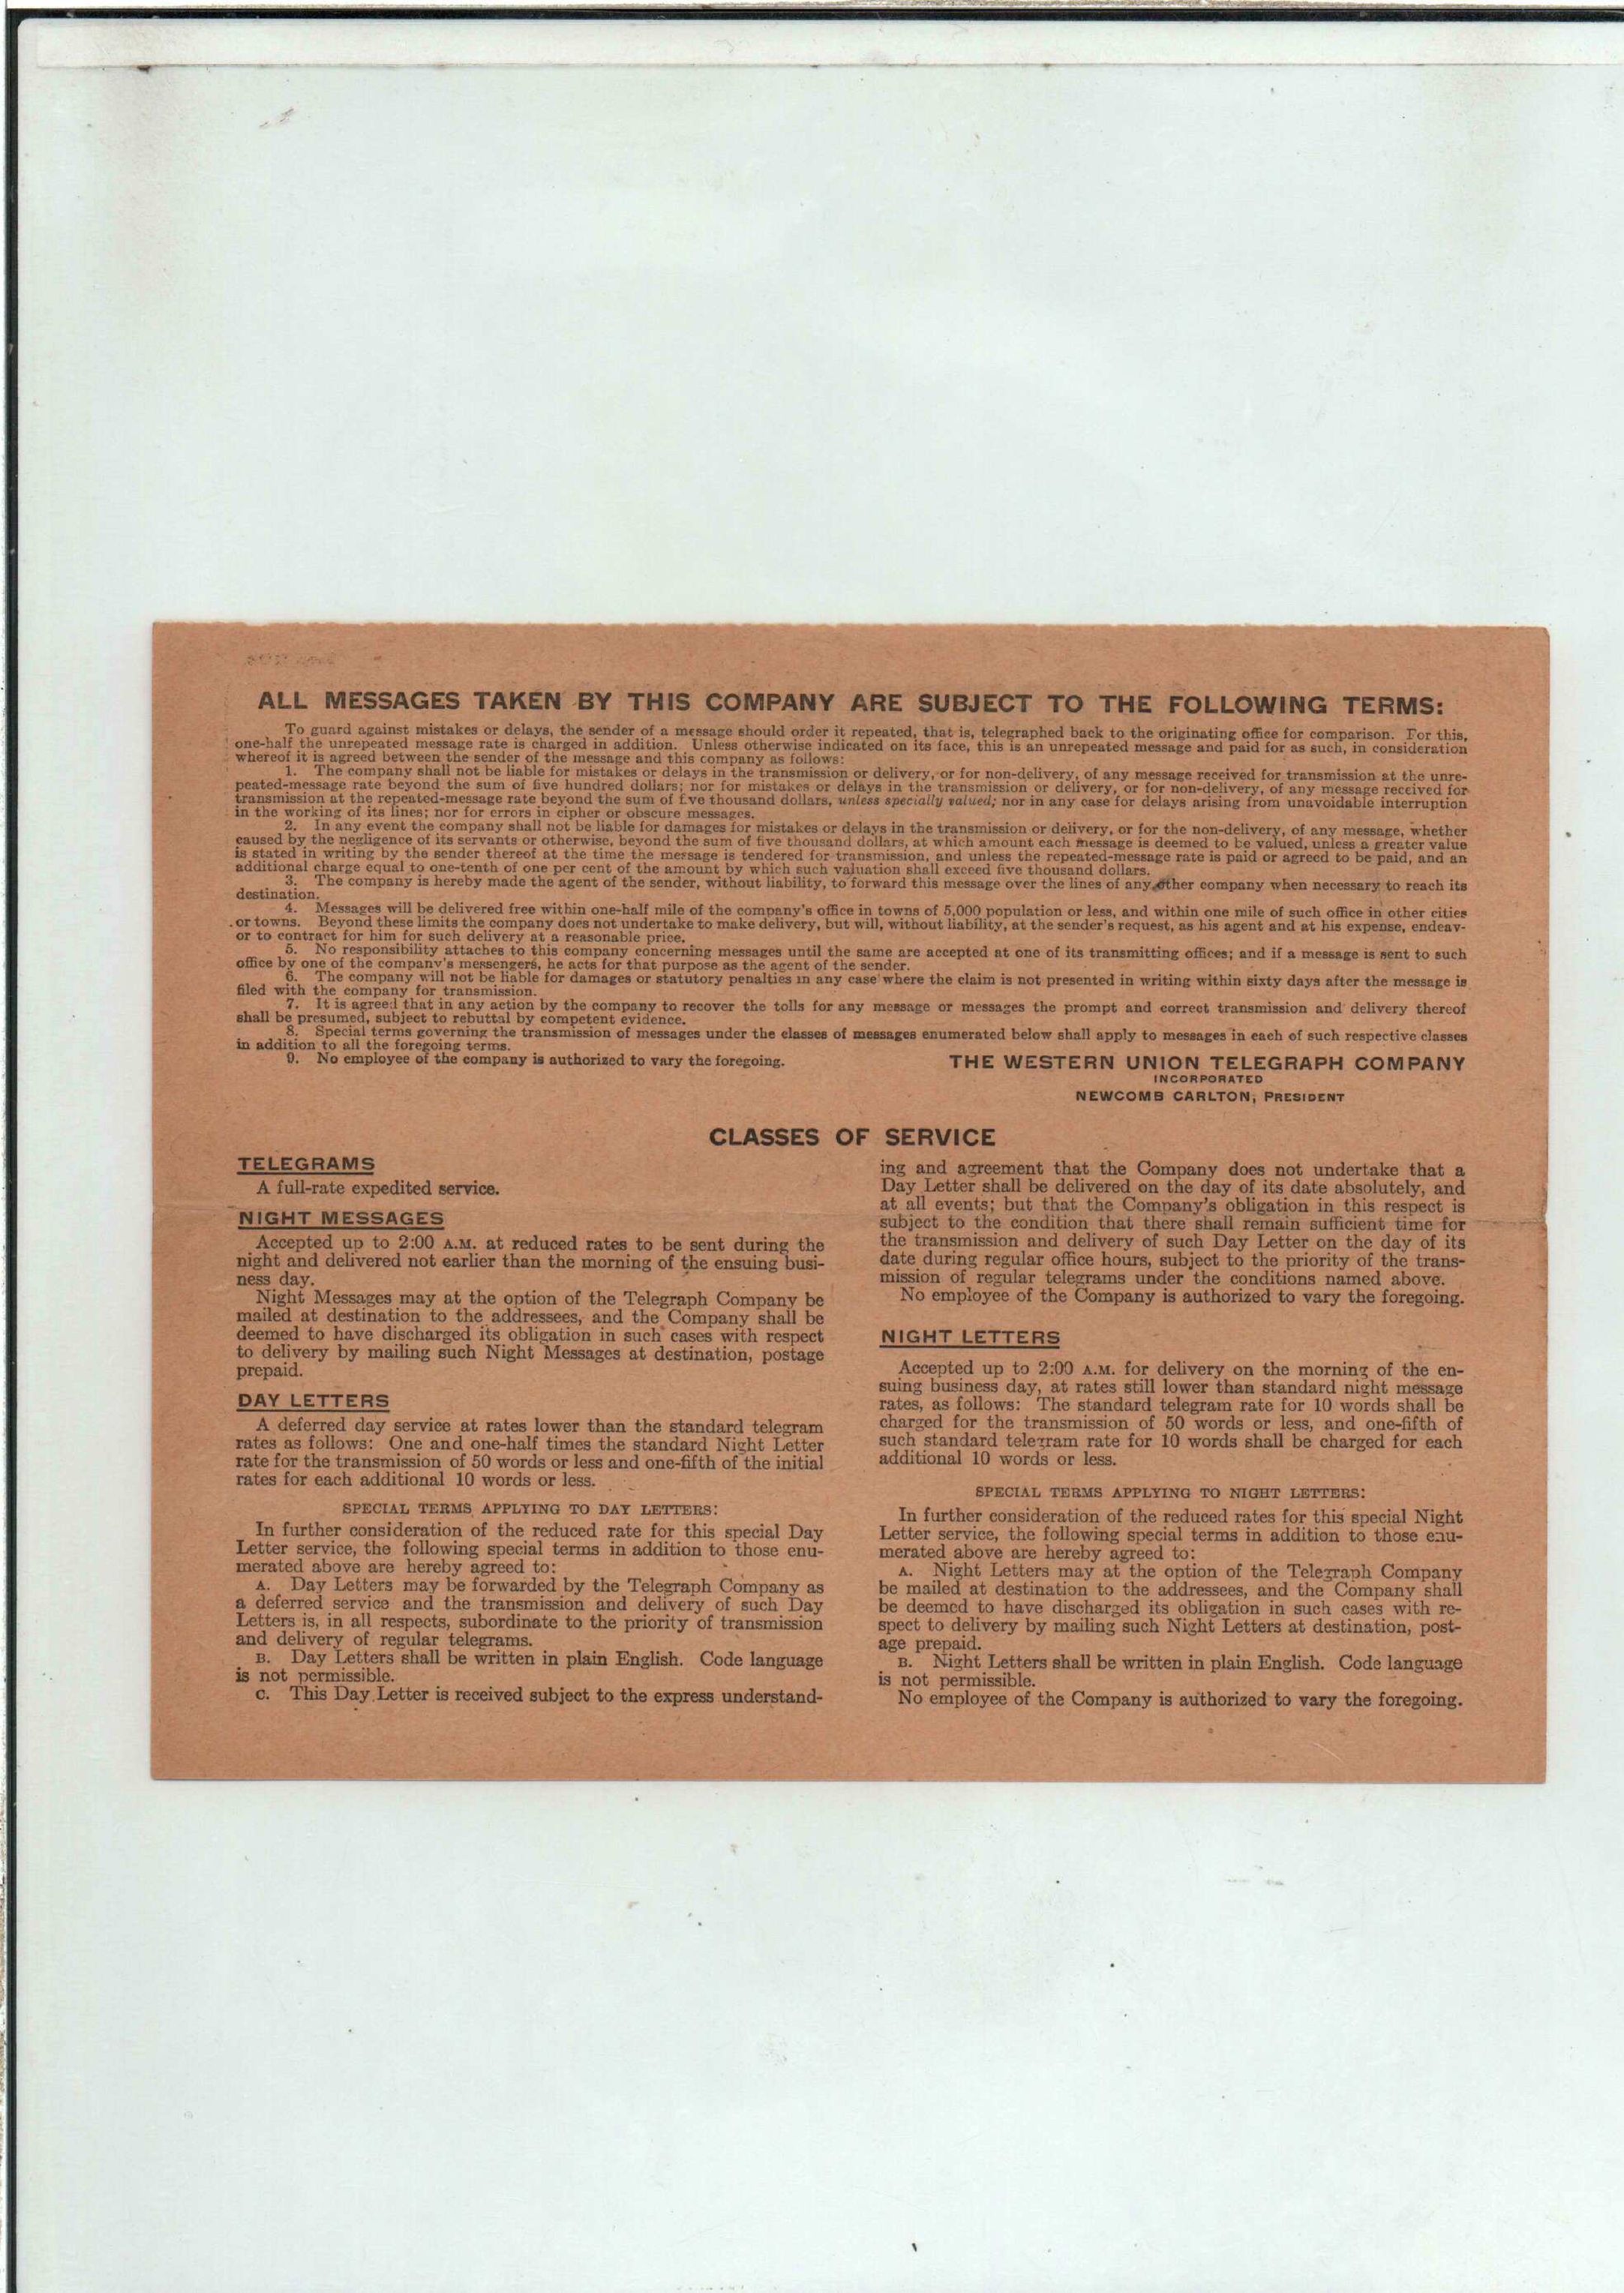 ALL MESSAGES TAKEN BY THIS COMPANY ARE SUBJECT TO THE FOLLOWING TERMS:
To guard against mistakes or delays, the sender of a message should order it repeated, that is, telegraphed back to the originating office for comparison. For this,
one-half the unrepeated message rate is charged in addition. Unless otherwise indicated on its face, this is an unrepeated message and paid for as such, in consideration
whereof it is agreed between the sender of the message and this company as follows:
1. The company shall not be liable for mistakes or delays in the transmission or delivery, or for non-delivery, of any message received for transmission at the unre-
peated-message rate beyond the sum of five hundred dollars; nor for mistakes or delays in the transmission or delivery, or for non-delivery, of any message received for
transmission at the repeated-message rate beyond the sum of five thousand dollars, unless specially valued; nor in any case for delays arising from unavoidable interruption
in the working of its lines; nor for errors in cipher or obscure messages.
2. In any event the company shall not be liable for damages for mistakes or delays in the transmission or delivery, or for the non-delivery, of any message, whether
caused by the negligence of its servants or otherwise, beyond the sum of five thousand dollars, at which amount each message is deemed to be valued, unless a greater value
is stated in writing by the sender thereof at the time the message is tendered for transmission, and unless the repeated-message rate is paid or agreed to be paid, and an
additional charge equal to one-tenth of one per cent of the amount by which such valuation shall exceed five thousand dollars.
3. The company is hereby made the agent of the sender, without liability, to forward this message over the lines of any other company when necessary to reach its
destination.
4. Messages will be delivered free within one-half mile of the company's office in towns of 5,000 population or less, and within one mile of such office in other cities
or towns. Beyond these limits the company does not undertake to make delivery, but will, without liability, at the sender's request, as his agent and at his expense, endeav-
or to contract for him for such delivery at a reasonable price.
5. No responsibility attaches to this company concerning messages until the same are accepted at one of its transmitting offices; and if a message is sent to such
office by one of the company's messengers, he acts for that purpose as the agent of the sender.
6. The company will not be liable for damages or statutory penalties in any case where the claim is not presented in writing within sixty days after the message is
filed with the company for transmission.
7. It is agreed that in any action by the company to recover the tolls for any message or messages the prompt and correct transmission and delivery thereof
shall be presumed, subject to rebuttal by competent evidence.
8. Special terms governing the transmission of messages under the classes of messages enumerated below shall apply to messages in each of such respective classes
in addition to all the foregoing terms.
9. No employee of the company is authorized to vary the foregoing.
THE WESTERN UNION TELEGRAPH COMPANY
INCORPORATED
NEWCOMB CARLTON, PRESIDENT
CLASSES OF SERVICE
TELEGRAMS
A full-rate expedited service.
NIGHT MESSAGES
Accepted up to 2:00 A.M. at reduced rates to be sent during the
night and delivered not earlier than the morning of the ensuing busi-
ness day.
Night Messages may at the option of the Telegraph Company be
mailed at destination to the addressees, and the Company shall be
deemed to have discharged its obligation in such cases with respect
to delivery by mailing such Night Messages at destination, postage
prepaid.
DAY LETTERS
A deferred day service at rates lower than the standard telegram
rates as follows: One and one-half times the standard Night Letter
rate for the transmission of 50 words or less and one-fifth of the initial
rates for each additional 10 words or less.
SPECIAL TERMS APPLYING TO DAY LETTERS:
In further consideration of the reduced rate for this special Day
Letter service, the following special terms in addition to those enu-
merated above are hereby agreed to:
A. Day Letters may be forwarded by the Telegraph Company as
a deferred service and the transmission and delivery of such Day
Letters is, in all respects, subordinate to the priority of transmission
and delivery of regular telegrams.
B. Day Letters shall be written in plain English. Code language
is not permissible.
C. This Day Letter is received subject to the express understand-
ing and agreement that the Company does not undertake that a
Day Letter shall be delivered on the day of its date absolutely, and
at all events; but that the Company's obligation in this respect is
subject to the condition that there shall remain sufficient time for
the transmission and delivery of such Day Letter on the day of its
date during regular office hours, subject to the priority of the trans-
mission of regular telegrams under the conditions named above.
No employee of the Company is authorized to vary the foregoing.
NIGHT LETTERS
Accepted up to 2:00 A.M. for delivery on the morning of the en-
suing business day, at rates still lower than standard night message
rates, as follows: The standard telegram rate for 10 words shall be
charged for the transmission of 50 words or less, and one-fifth of
such standard telegram rate for 10 words shall be charged for each
additional 10 words or less.
SPECIAL TERMS APPLYING TO NIGHT LETTERS:
In further consideration of the reduced rates for this special Night
Letter service, the following special terms in addition to those enu-
merated above are hereby agreed to:
A. Night Letters may at the option of the Telegraph Company
be mailed at destination to the addressees, and the Company shall
be deemed to have discharged its obligation in such cases with re-
spect to delivery by mailing such Night Letters at destination, post-
age prepaid.
B. Night Letters shall be written in plain English. Code language
is not permissible.
No employee of the Company is authorized to vary the foregoing.